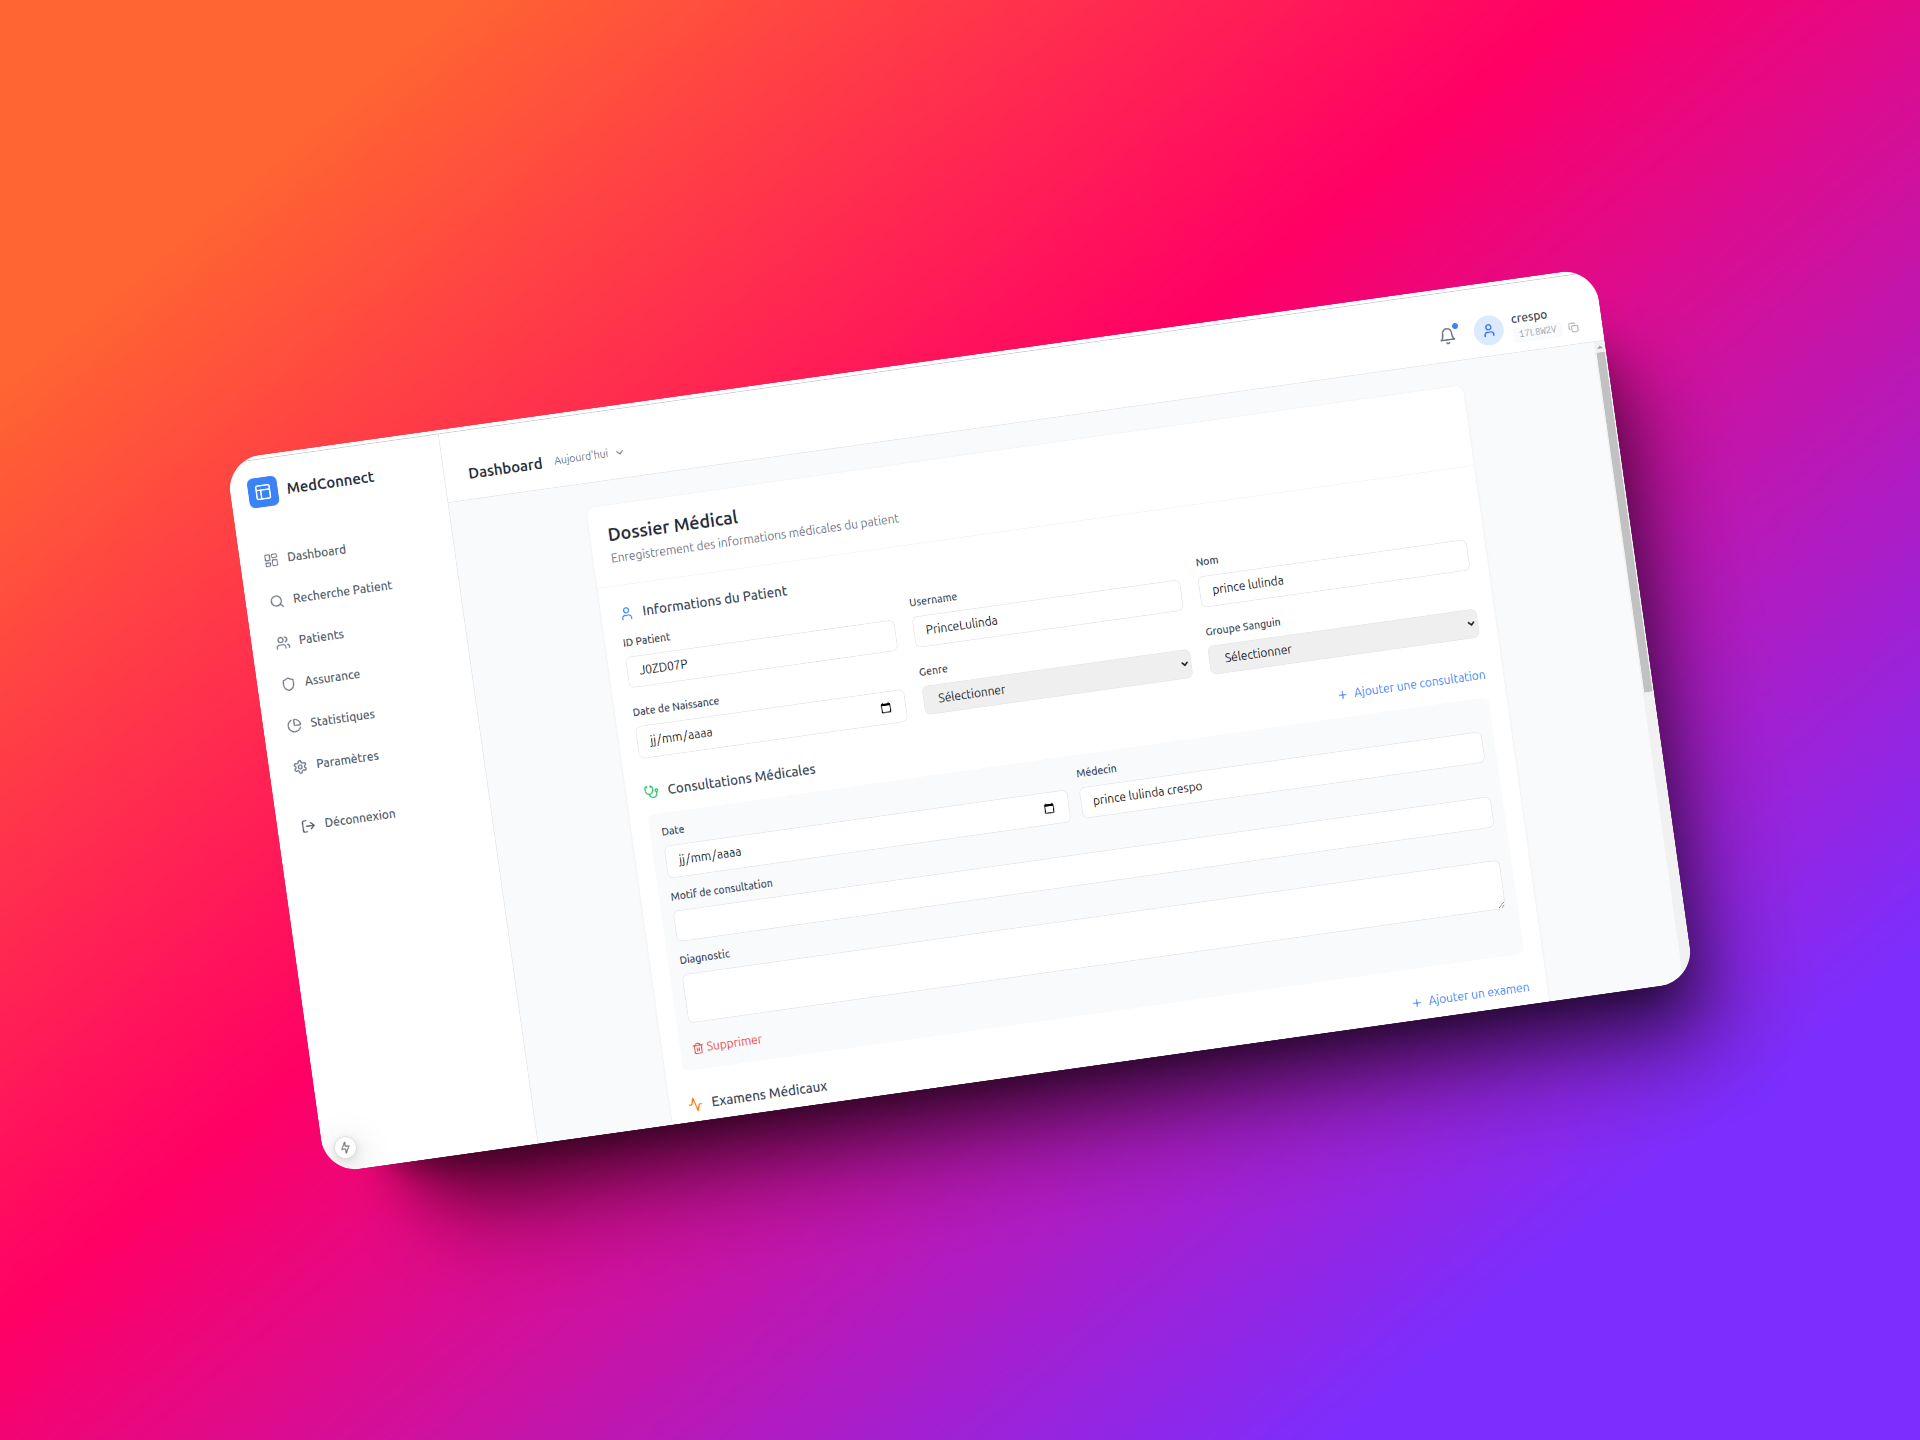 MedConnect
Dashboard
Recherche Patient
Patients
Assurance
Statistiques
Paramètres
Déconnexion
Dashboard Aujourd'hui
crespo
17L8W2V
Dossier Médical
Enregistrement des informations médicales du patient
Informations du Patient
ID Patient
J0ZD07P
Username
PrinceLulinda
Nom
prince lulinda
Date de Naissance
jj/mm/aaaa
Genre
Sélectionner
Groupe Sanguin
Sélectionner
Consultations Médicales
+ Ajouter une consultation
Date
jj/mm/aaaa
Médecin
prince lulinda crespo
Motif de consultation
Diagnostic
Supprimer
Examens Médicaux
+ Ajouter un examen